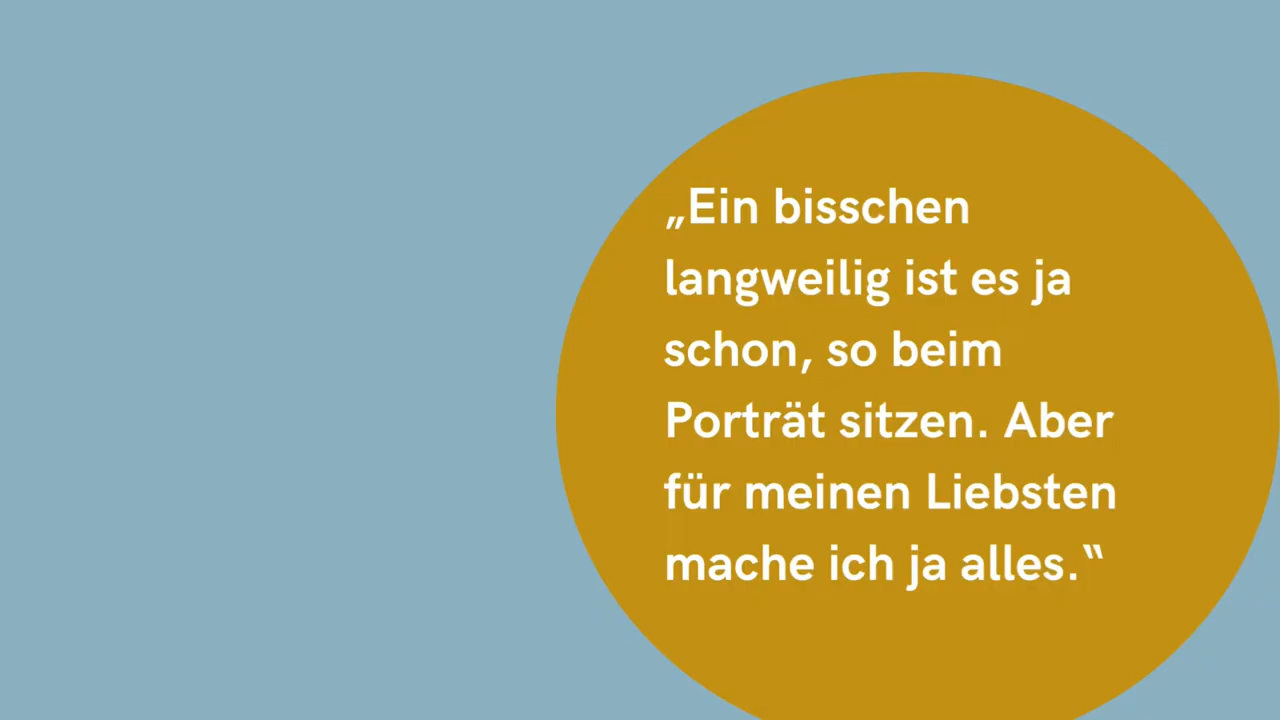 „Ein bisschen
langweilig ist es ja
schon, so beim
Porträt sitzen. Aber
für meinen Liebsten
mache ich ja alles.“